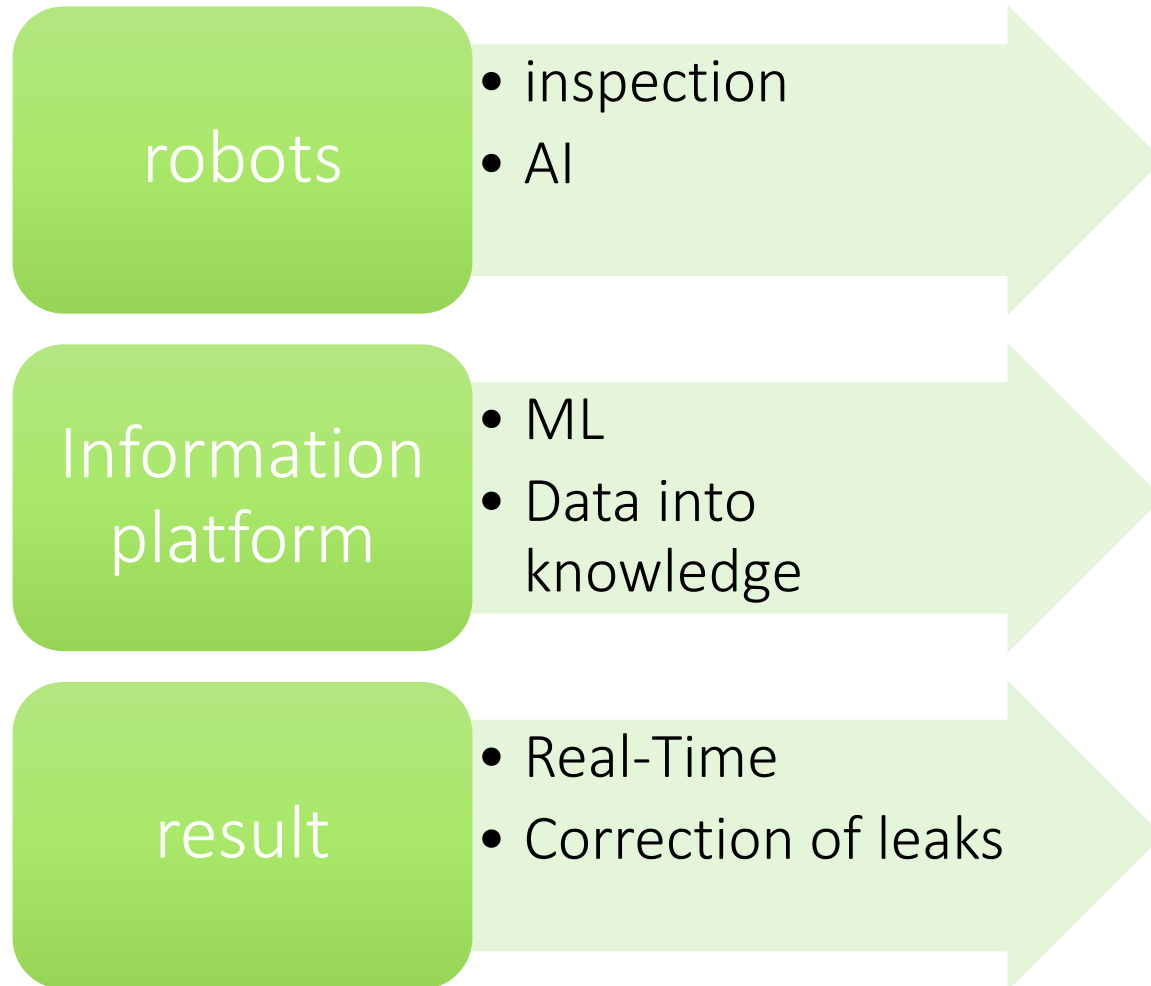 robots
• inspection
• AI
Information
platform
• ML
• Data into
knowledge
result
• Real-Time
• Correction of leaks